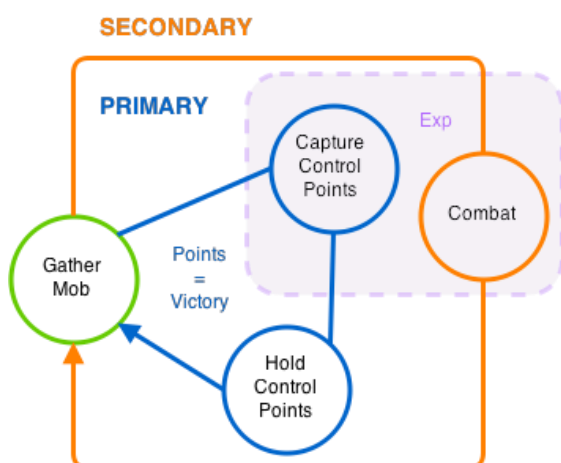 SECONDARY
PRIMARY
Exp
Capture
Control
Points
Combat
Gather
Mob
Points
=
Victory
Hold
Control
Points